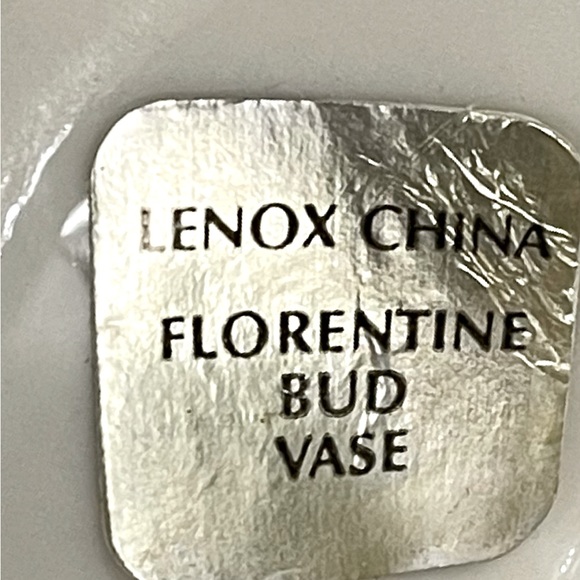 LENOX CHINA
FLORENTINE
BUD
VASE